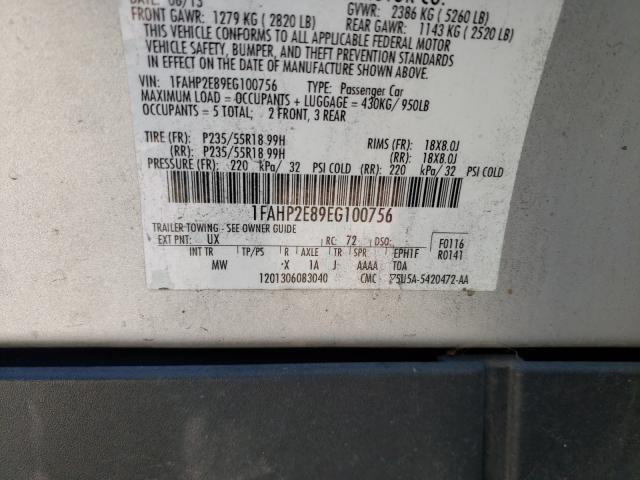 DATE: 06/13
FRONT GAWR: 1279 KG ( 2820 LB)
MOTOR CO.
GVWR: 2386 KG ( 5260 LB)
REAR GAWR: 1143 KG ( 2520 LB)
THIS VEHICLE CONFORMS TO ALL APPLICABLE FEDERAL MOTOR
VEHICLE SAFETY, BUMPER, AND THEFT PREVENTION STANDARDS
IN EFFECT ON THE DATE OF MANUFACTURE SHOWN ABOVE.
VIN: 1FAHP2E89EG100756 TYPE: Passenger Car
MAXIMUM LOAD = OCCUPANTS + LUGGAGE = 430KG/ 950LB
OCCUPANTS = 5 TOTAL; 2 FRONT, 3 REAR
TIRE (FR): P235/55R18 99H RIMS (FR): 18X8.0J
(RR): P235/55R18 99H (RR): 18X8.0J
PRESSURE (FR): 220 kPa/ 32 PSI COLD (RR): 220 kPa/ 32 PSI COLD
1FAHP2E89EG100756
TRAILER TOWING - SEE OWNER GUIDE
EXT PNT: UX RC: 72 DSO: F0116
INT TR TP/PS R AXLE TR SPR EPH1F R0141
MW X 1A J AAAA TOA
1201306083040 CMC 5U5A-5420472-AA